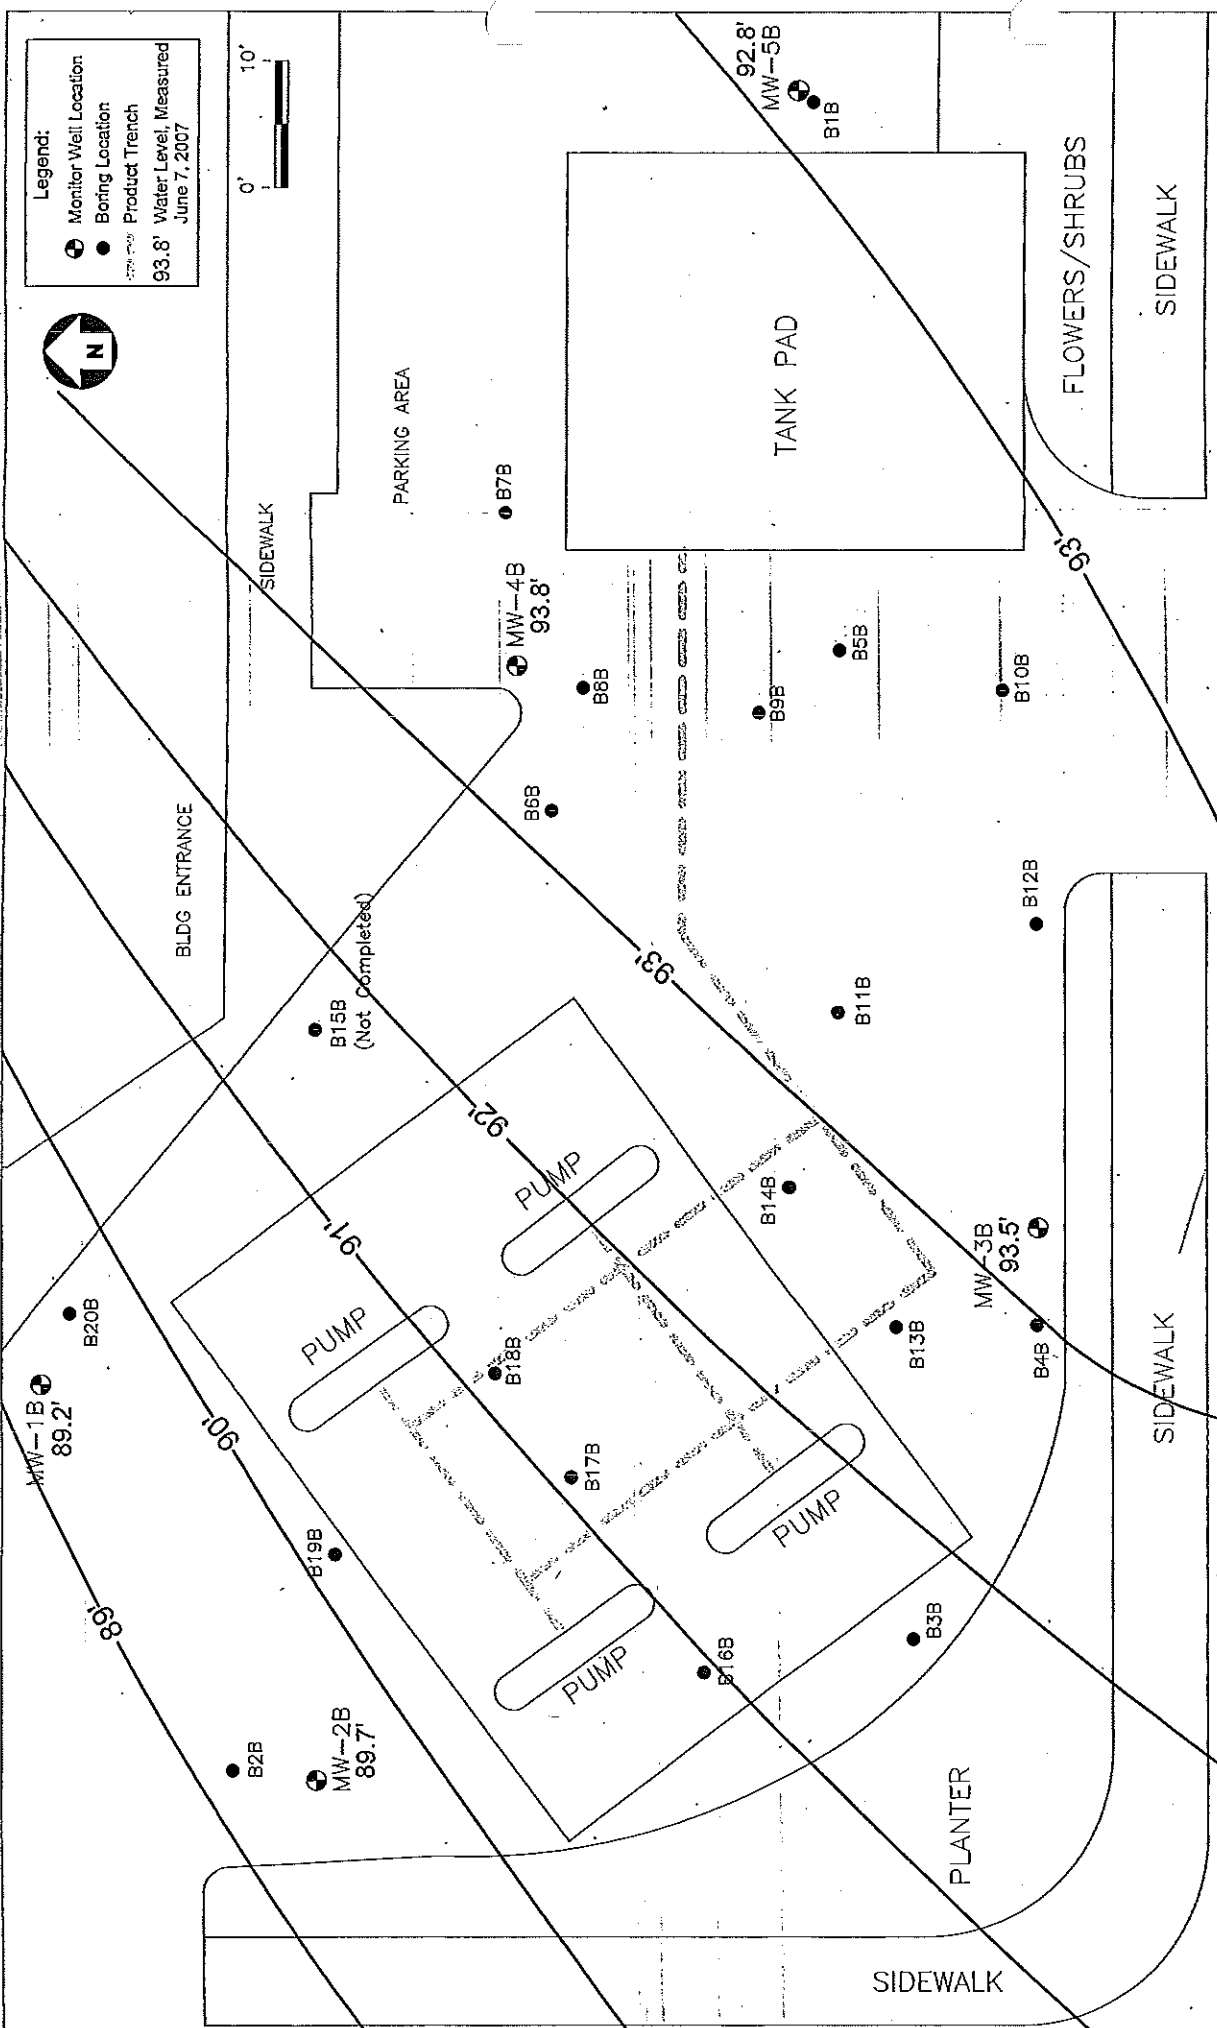 Legend:
Monitor Well Location
Boring Location
Product Trench
93.8' Water Level, Measured
June 7, 2007
0'
10'
N
SIDEWALK
PARKING AREA
B7B
MW-4B
93.8'
B8B
B6B
BLDG ENTRANCE
B15B
(Not Completed)
92.8'
MW-5B
B1B
TANK PAD
FLOWERS/SHRUBS
SIDEWALK
93'
B9B
B5B
B10B
B12B
B11B
93'
92'
91'
90'
89'
PUMP
PUMP
PUMP
PUMP
B14B
MW-3B
93.5'
B13B
B4B
B18B
B17B
B20B
MW-1B
89.2'
B19B
B2B
MW-2B
89.7'
B16B
B3B
SIDEWALK
PLANTER
SIDEWALK